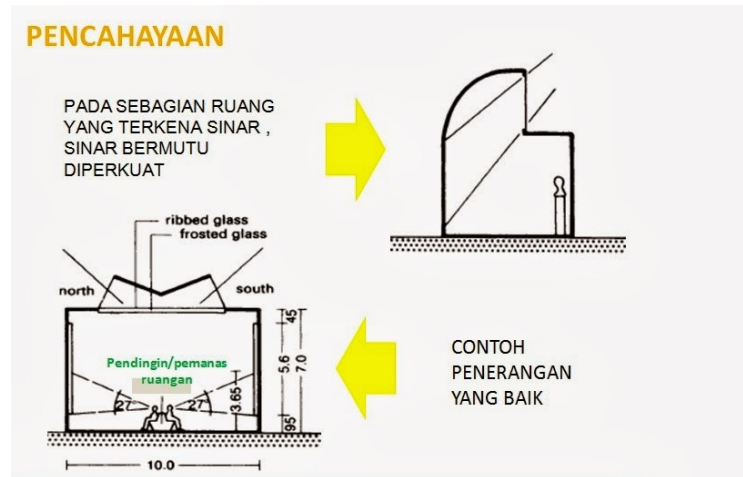 PENCAHAYAAN
PADA SEBAGIAN RUANG
YANG TERKENA SINAR ,
SINAR BERMUTU
DIPERKUAT
ribbed glass
frosted glass
north
south
45
Pendingin/pemanas
ruangan
5.6
7.0
27
27
3.65
95
10.0
CONTOH
PENERANGAN
YANG BAIK